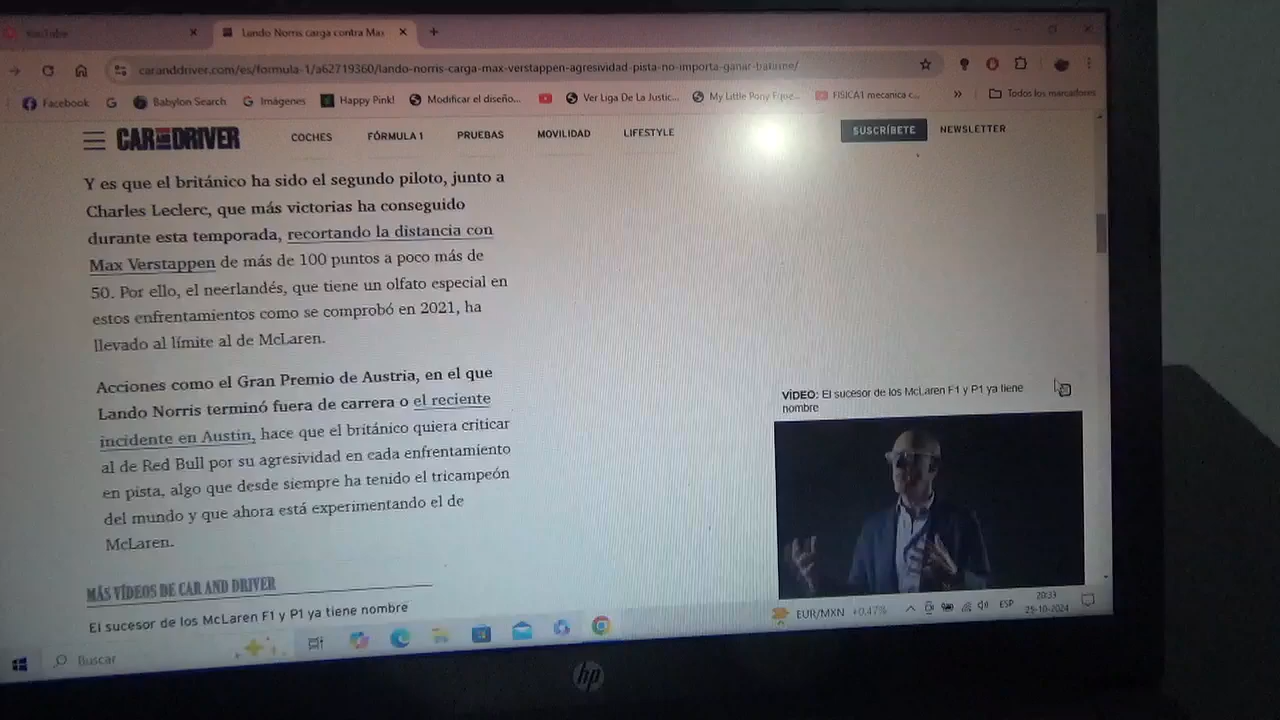 YouTube
Lando Norris carga contra Max
caranddriver.com/es/formula-1/a62719360/lando-norris-carga-max-verstappen-agresividad-pista-no-importa-ganar-batirme/
Facebook
Babylon Search
Imágenes
Happy Pink!
Modificar el diseño...
Ver Liga De La Justic...
My Little Pony Eque...
FISICA1 mecanica c...
»
Todos los marcadores
CAR AND DRIVER
COCHES
FÓRMULA 1
PRUEBAS
MOVILIDAD
LIFESTYLE
SUSCRÍBETE
NEWSLETTER
Y es que el británico ha sido el segundo piloto, junto a
Charles Leclerc, que más victorias ha conseguido
durante esta temporada, recortando la distancia con
Max Verstappen de más de 100 puntos a poco más de
50. Por ello, el neerlandés, que tiene un olfato especial en
estos enfrentamientos como se comprobó en 2021, ha
llevado al límite al de McLaren.
Acciones como el Gran Premio de Austria, en el que
Lando Norris terminó fuera de carrera o el reciente
incidente en Austin, hace que el británico quiera criticar
al de Red Bull por su agresividad en cada enfrentamiento
en pista, algo que desde siempre ha tenido el tricampeón
del mundo y que ahora está experimentando el de
McLaren.
VÍDEO: El sucesor de los McLaren F1 y P1 ya tiene
nombre
MÁS VÍDEOS DE CAR AND DRIVER
El sucesor de los McLaren F1 y P1 ya tiene nombre
Buscar
EUR/MXN +0.47%
ESP
20:33
25-10-2024
hp